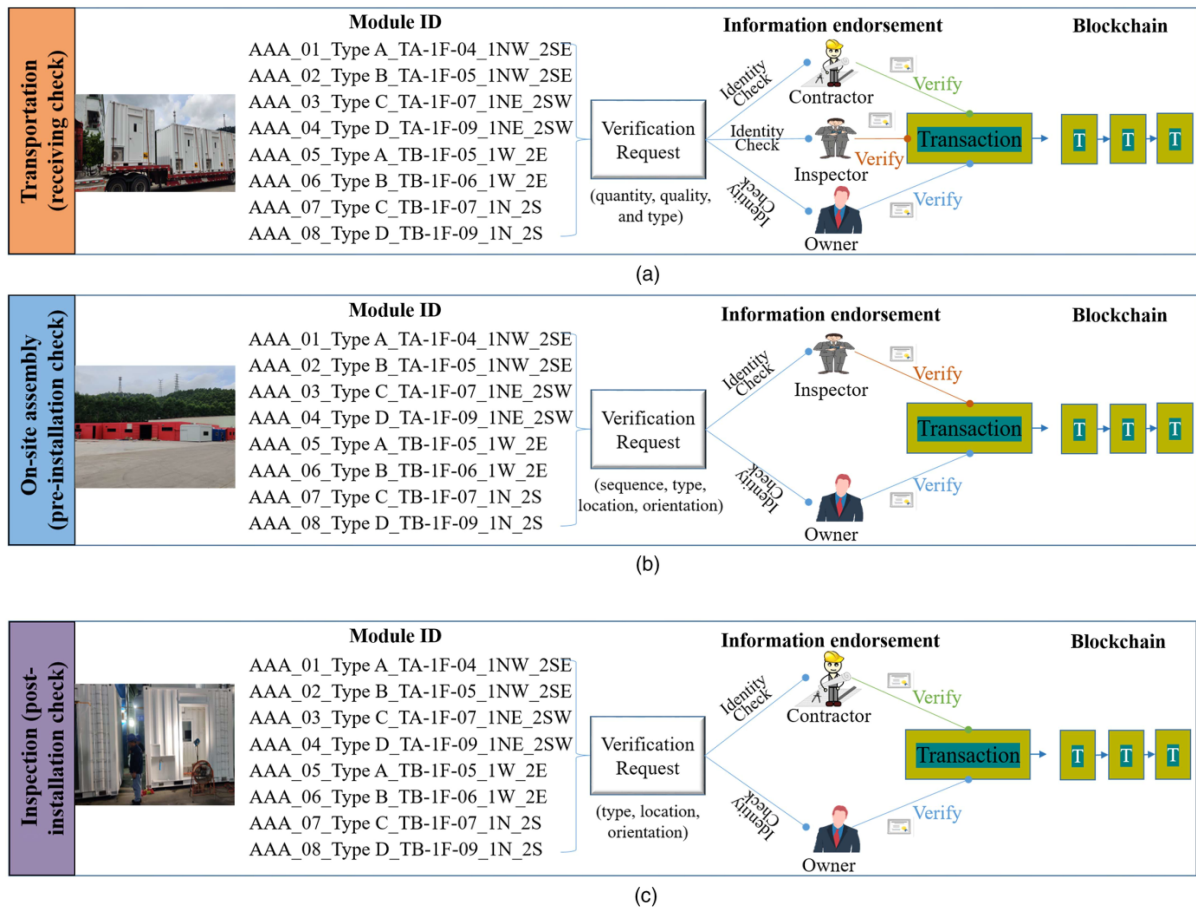 Transportation
(receiving check)
Module ID
AAA_01_Type A_TA-1F-04_1NW_2SE
AAA_02_Type B_TA-1F-05_1NW_2SE
AAA_03_Type C_TA-1F-07_1NE_2SW
AAA_04_Type D_TA-1F-09_1NE_2SW
AAA_05_Type A_TB-1F-05_1W_2E
AAA_06_Type B_TB-1F-06_1W_2E
AAA_07_Type C_TB-1F-07_1N_2S
AAA_08_Type D_TB-1F-09_1N_2S
Verification
Request
(quantity, quality,
and type)
Information endorsement
Identity
Check
Contractor
Verify
Identity
Check
Inspector
Verify
Identity
Check
Owner
Verify
Transaction
Blockchain
T
T
T
(a)
On-site assembly
(pre-installation check)
Module ID
AAA_01_Type A_TA-1F-04_1NW_2SE
AAA_02_Type B_TA-1F-05_1NW_2SE
AAA_03_Type C_TA-1F-07_1NE_2SW
AAA_04_Type D_TA-1F-09_1NE_2SW
AAA_05_Type A_TB-1F-05_1W_2E
AAA_06_Type B_TB-1F-06_1W_2E
AAA_07_Type C_TB-1F-07_1N_2S
AAA_08_Type D_TB-1F-09_1N_2S
Verification
Request
(sequence, type,
location, orientation)
Information endorsement
Identity
Check
Inspector
Verify
Identity
Check
Owner
Verify
Transaction
Blockchain
T
T
T
(b)
Inspection (post-
installation check)
Module ID
AAA_01_Type A_TA-1F-04_1NW_2SE
AAA_02_Type B_TA-1F-05_1NW_2SE
AAA_03_Type C_TA-1F-07_1NE_2SW
AAA_04_Type D_TA-1F-09_1NE_2SW
AAA_05_Type A_TB-1F-05_1W_2E
AAA_06_Type B_TB-1F-06_1W_2E
AAA_07_Type C_TB-1F-07_1N_2S
AAA_08_Type D_TB-1F-09_1N_2S
Verification
Request
(type, location,
orientation)
Information endorsement
Identity
Check
Contractor
Verify
Identity
Check
Owner
Verify
Transaction
Blockchain
T
T
T
(c)